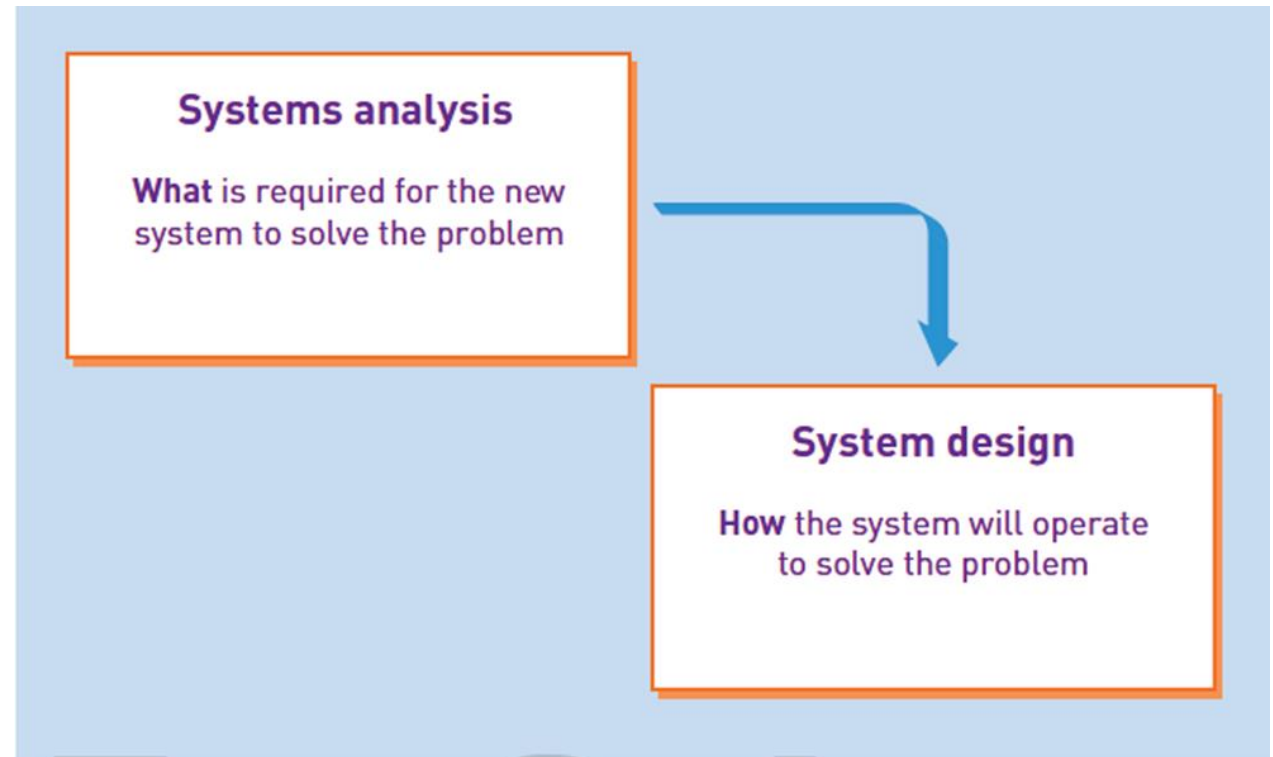 Systems analysis
What is required for the new
system to solve the problem
System design
How the system will operate
to solve the problem